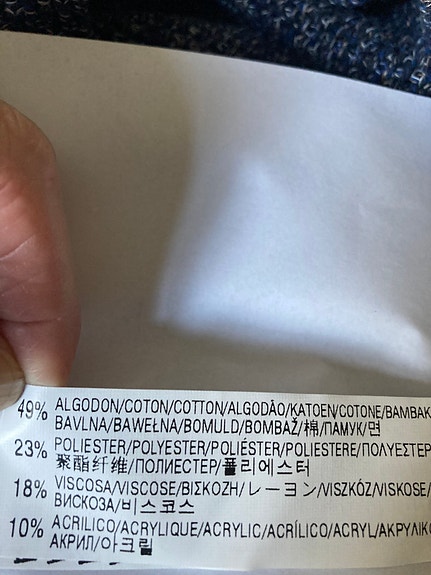 49% ALGODON/COTON/COTTON/ALGODÃO/KATOEN/COTONE/BAMBAK
BAVLNA/BAWEŁNA/BOMULD/BOMBAŽ/棉/ПАМУК/면
23% POLIESTER/POLYESTER/POLIÉSTER/POLIESTERE/ΠΟΛΥΕΣΤΕΡ
聚酯纤维/ПОЛИЕСТЕР/폴리에스터
18% VISCOSA/VISCOSE/ΒΙΣΚΟΖΗ/レーヨン/VISZKÓZ/VISKOSE/
ВИСКОЗА/비스코스
10% ACRILICO/ACRYLIQUE/ACRYLIC/ACRÍLICO/ACRYL/ΑΚΡΥΛΙΚΟ
АКРИЛ/아크릴